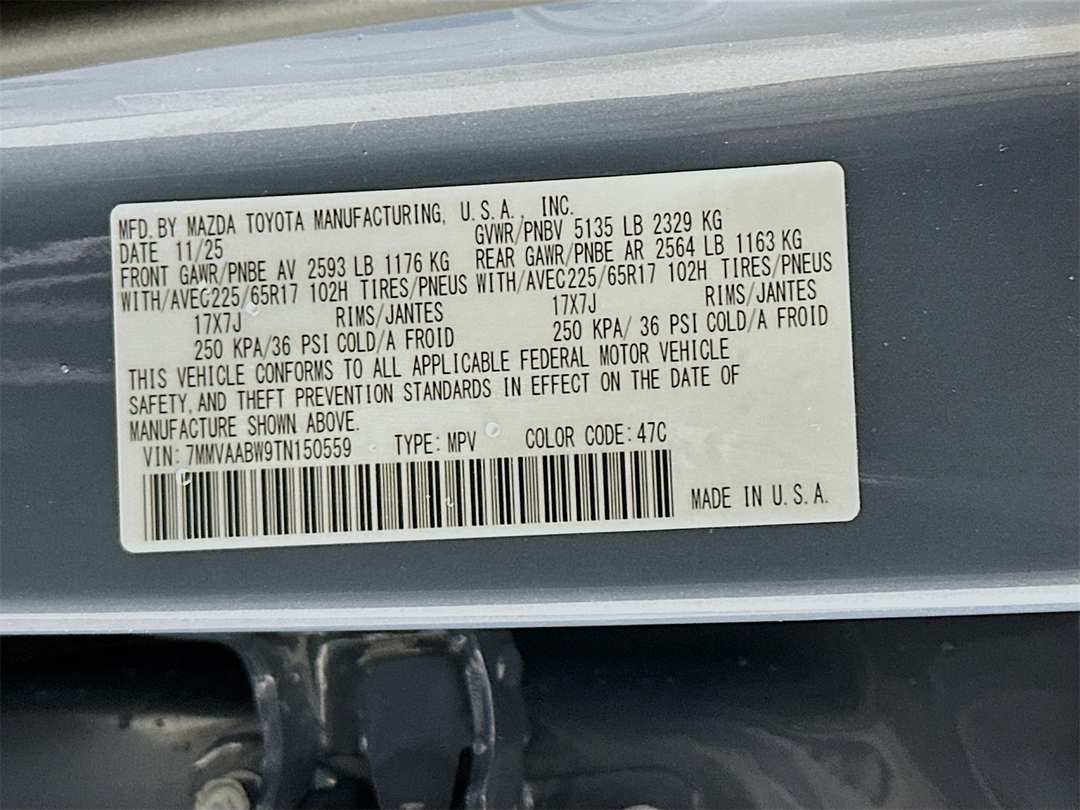 MFD. BY MAZDA TOYOTA MANUFACTURING, U.S.A., INC.
DATE 11/25 GVWR/PNBV 5135 LB 2329 KG
FRONT GAWR/PNBE AV 2593 LB 1176 KG REAR GAWR/PNBE AR 2564 LB 1163 KG
WITH/AVEC225/65R17 102H TIRES/PNEUS WITH/AVEC225/65R17 102H TIRES/PNEUS
17X7J RIMS/JANTES 17X7J RIMS/JANTES
250 KPA/36 PSI COLD/A FROID 250 KPA/ 36 PSI COLD/A FROID
THIS VEHICLE CONFORMS TO ALL APPLICABLE FEDERAL MOTOR VEHICLE
SAFETY, AND THEFT PREVENTION STANDARDS IN EFFECT ON THE DATE OF
MANUFACTURE SHOWN ABOVE.
VIN: 7MMVAABW9TN150559 TYPE: MPV COLOR CODE: 47C
MADE IN U.S.A.